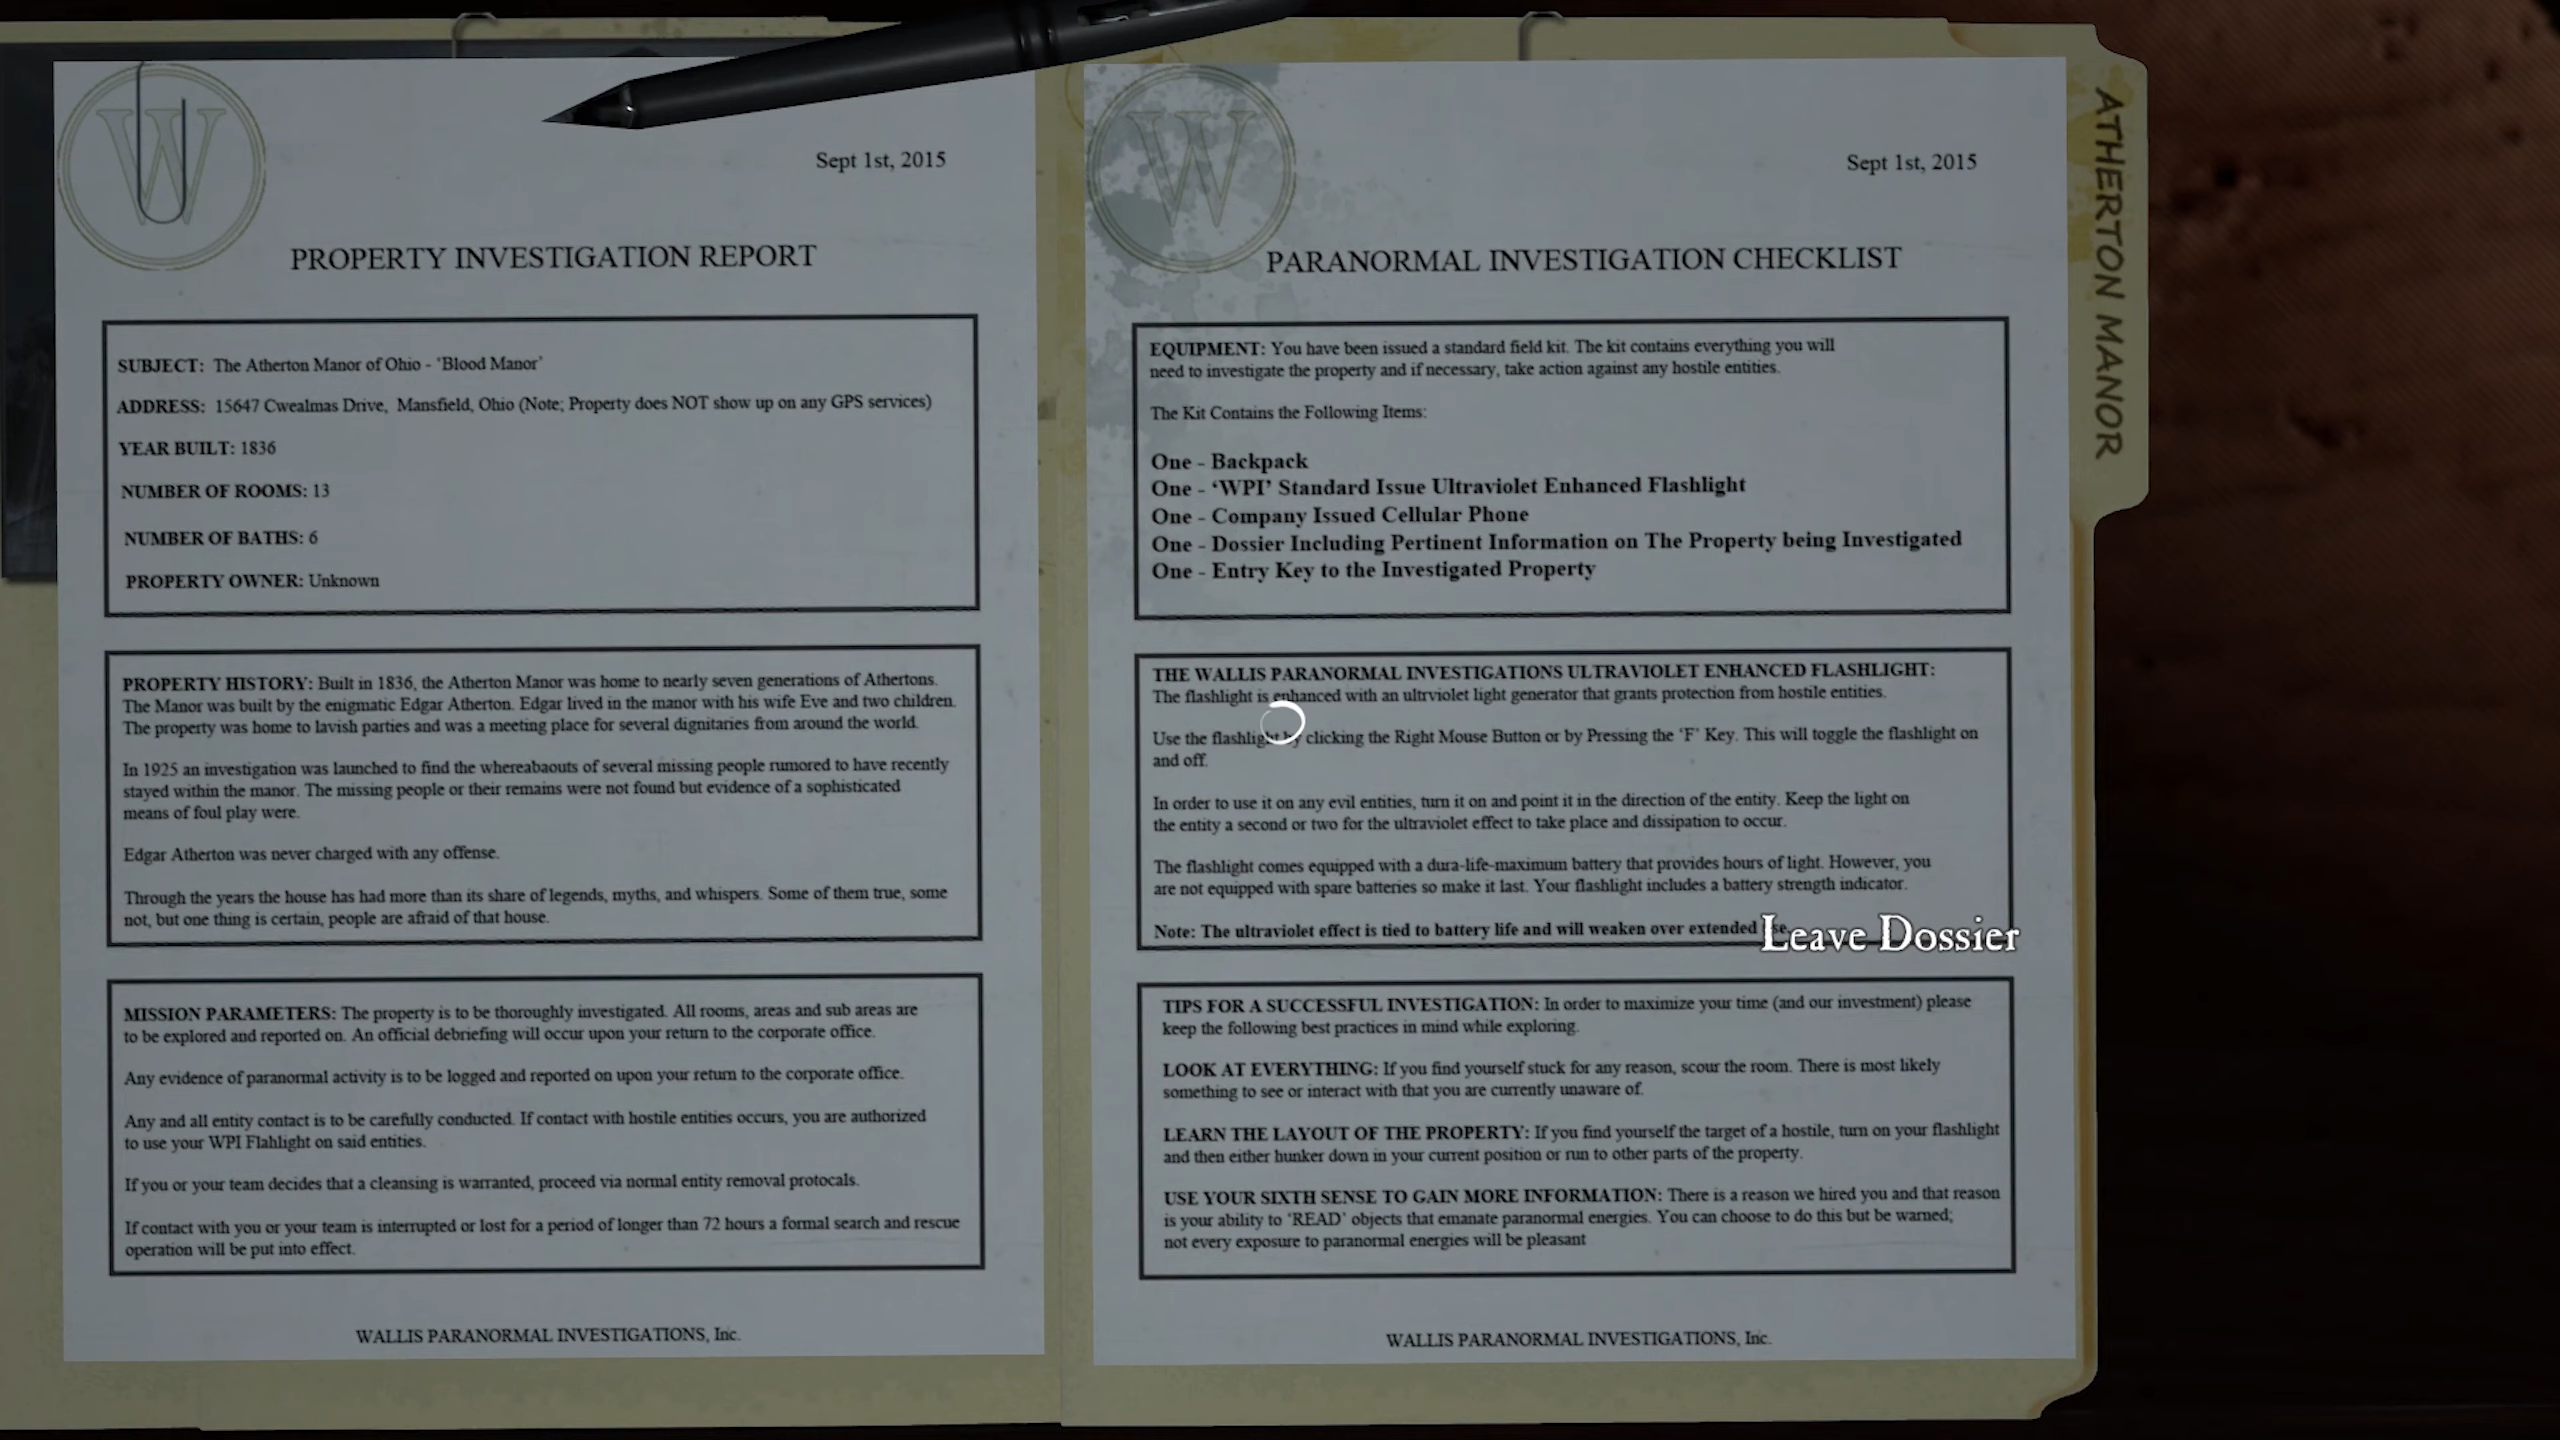 W
Sept 1st, 2015
PROPERTY INVESTIGATION REPORT
SUBJECT: The Atherton Manor of Ohio - 'Blood Manor'
ADDRESS: 15647 Cwealmas Drive, Mansfield, Ohio (Note; Property does NOT show up on any GPS services)
YEAR BUILT: 1836
NUMBER OF ROOMS: 13
NUMBER OF BATHS: 6
PROPERTY OWNER: Unknown
PROPERTY HISTORY: Built in 1836, the Atherton Manor was home to nearly seven generations of Athertons.
The Manor was built by the enigmatic Edgar Atherton. Edgar lived in the manor with his wife Eve and two children.
The property was home to lavish parties and was a meeting place for several dignitaries from around the world.
In 1925 an investigation was launched to find the whereabaouts of several missing people rumored to have recently
stayed within the manor. The missing people or their remains were not found but evidence of a sophisticated
means of foul play were.
Edgar Atherton was never charged with any offense.
Through the years the house has had more than its share of legends, myths, and whispers. Some of them true, some
not, but one thing is certain, people are afraid of that house.
MISSION PARAMETERS: The property is to be thoroughly investigated. All rooms, areas and sub areas are
to be explored and reported on. An official debriefing will occur upon your return to the corporate office.
Any evidence of paranormal activity is to be logged and reported on upon your return to the corporate office.
Any and all entity contact is to be carefully conducted. If contact with hostile entities occurs, you are authorized
to use your WPI Flahlight on said entities.
If you or your team decides that a cleansing is warranted, proceed via normal entity removal protocals.
If contact with you or your team is interrupted or lost for a period of longer than 72 hours a formal search and rescue
operation will be put into effect.
WALLIS PARANORMAL INVESTIGATIONS, Inc.
W
Sept 1st, 2015
PARANORMAL INVESTIGATION CHECKLIST
EQUIPMENT: You have been issued a standard field kit. The kit contains everything you will
need to investigate the property and if necessary, take action against any hostile entities.
The Kit Contains the Following Items:
One - Backpack
One - 'WPI' Standard Issue Ultraviolet Enhanced Flashlight
One - Company Issued Cellular Phone
One - Dossier Including Pertinent Information on The Property being Investigated
One - Entry Key to the Investigated Property
THE WALLIS PARANORMAL INVESTIGATIONS ULTRAVIOLET ENHANCED FLASHLIGHT:
The flashlight is enhanced with an ultrviolet light generator that grants protection from hostile entities.
Use the flashlight by clicking the Right Mouse Button or by Pressing the 'F' Key. This will toggle the flashlight on
and off.
In order to use it on any evil entities, turn it on and point it in the direction of the entity. Keep the light on
the entity a second or two for the ultraviolet effect to take place and dissipation to occur.
The flashlight comes equipped with a dura-life-maximum battery that provides hours of light. However, you
are not equipped with spare batteries so make it last. Your flashlight includes a battery strength indicator.
Note: The ultraviolet effect is tied to battery life and will weaken over extended
Leave Dossier
TIPS FOR A SUCCESSFUL INVESTIGATION: In order to maximize your time (and our investment) please
keep the following best practices in mind while exploring.
LOOK AT EVERYTHING: If you find yourself stuck for any reason, scour the room. There is most likely
something to see or interact with that you are currently unaware of.
LEARN THE LAYOUT OF THE PROPERTY: If you find yourself the target of a hostile, turn on your flashlight
and then either hunker down in your current position or run to other parts of the property.
USE YOUR SIXTH SENSE TO GAIN MORE INFORMATION: There is a reason we hired you and that reason
is your ability to 'READ' objects that emanate paranormal energies. You can choose to do this but be warned;
not every exposure to paranormal energies will be pleasant
WALLIS PARANORMAL INVESTIGATIONS, Inc.
ATHERTON MANOR